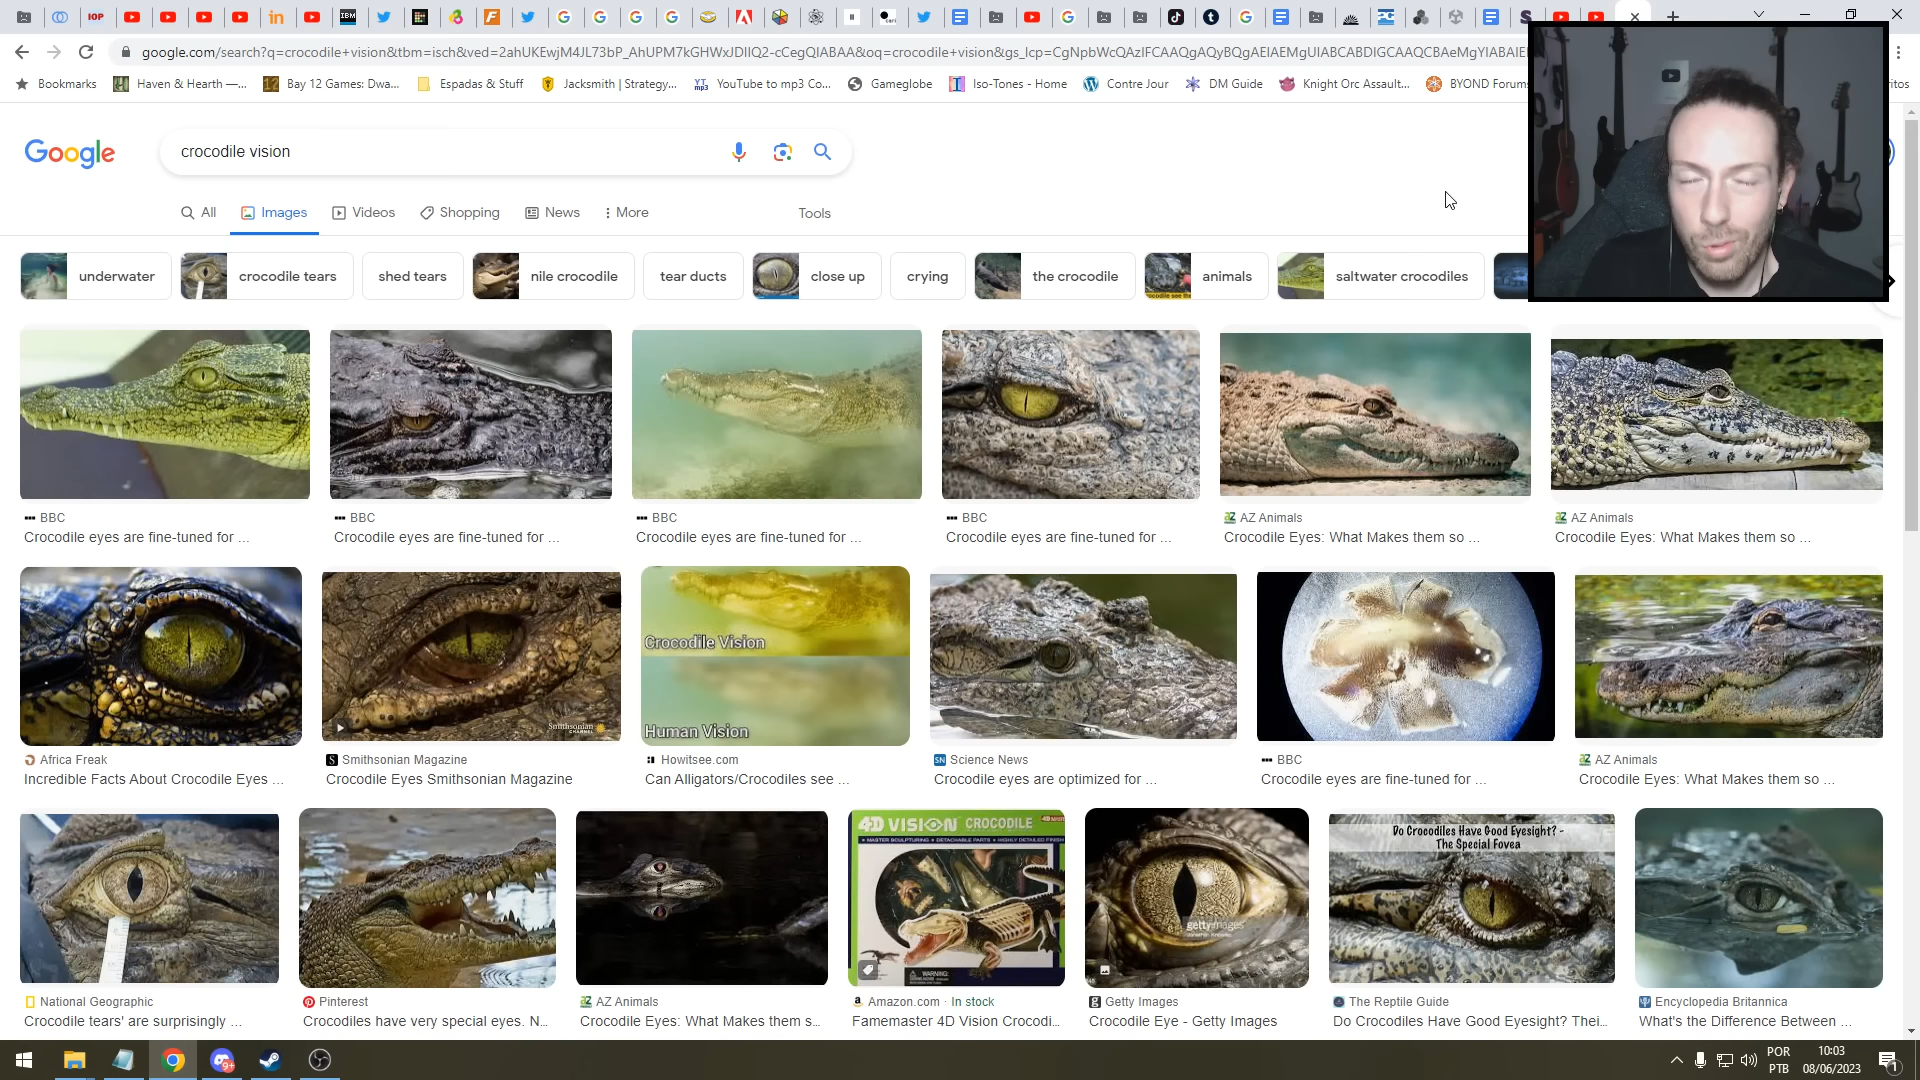 google.com/search?q=crocodile+vision&tbm=isch&ved=2ahUKEwjM4JL73bP_AhUPM7kGHWxJDlIQ2-cCegQIABAA&oq=crocodile+vision&gs_lcp=CgNpbWcQAzIFCAAQgAQyBQgAEIAEMgUIABCABDIGCAAQCBAeMgYIABAIE
Bookmarks
Haven & Hearth —...
Bay 12 Games: Dwa...
Espadas & Stuff
Jacksmith | Strategy...
YouTube to mp3 Co...
Gameglobe
Iso-Tones - Home
Contre Jour
DM Guide
Knight Orc Assault...
BYOND Forums
ritos
Google
crocodile vision
All
Images
Videos
Shopping
News
More
Tools
underwater
crocodile tears
shed tears
nile crocodile
tear ducts
close up
crying
the crocodile
animals
saltwater crocodiles
BBC
Crocodile eyes are fine-tuned for ...
BBC
Crocodile eyes are fine-tuned for ...
BBC
Crocodile eyes are fine-tuned for ...
BBC
Crocodile eyes are fine-tuned for ...
AZ Animals
Crocodile Eyes: What Makes them so ...
AZ Animals
Crocodile Eyes: What Makes them so ...
Smithsonian
CHANNEL
Crocodile Vision
Human Vision
Africa Freak
Incredible Facts About Crocodile Eyes ...
Smithsonian Magazine
Crocodile Eyes Smithsonian Magazine
Howitsee.com
Can Alligators/Crocodiles see ...
Science News
Crocodile eyes are optimized for ...
BBC
Crocodile eyes are fine-tuned for ...
AZ Animals
Crocodile Eyes: What Makes them so ...
4D VISION CROCODILE
WARNING:
gettyimages
Do Crocodiles Have Good Eyesight? -
The Special Fovea
National Geographic
Crocodile tears' are surprisingly ...
Pinterest
Crocodiles have very special eyes. N...
AZ Animals
Crocodile Eyes: What Makes them s...
Amazon.com · In stock
Famemaster 4D Vision Crocodi...
Getty Images
Crocodile Eye - Getty Images
The Reptile Guide
Do Crocodiles Have Good Eyesight? Thei...
Encyclopedia Britannica
What's the Difference Between ...
9+
POR
PTB
10:03
08/06/2023
1